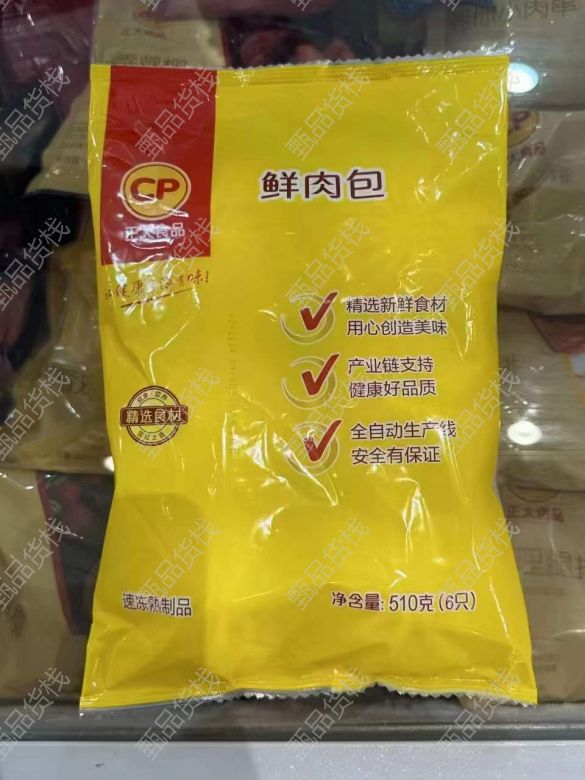 CP
正大食品
鲜肉包
精选新鲜食材
用心创造美味
产业链支持
健康好品质
精选食材
全自动生产线
安全有保证
速冻熟制品
净含量: 510克(6只)
甄品货栈